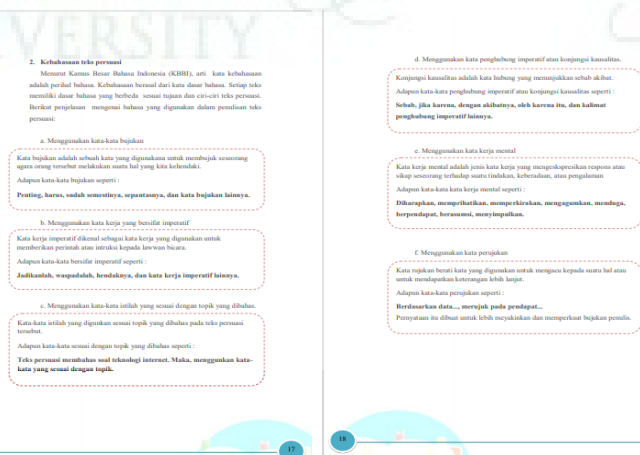 VERSITY
2. Kebahasaan teks persuasi
Menurut Kamus Besar Bahasa Indonesia (KBBI), arti kata kebahasaan
adalah perihal bahasa. Kebahasaan berasal dari kata dasar bahasa. Setiap teks
memiliki dasar bahasa yang berbeda sesuai tujuan dan ciri-ciri teks persuasi.
Berikut penjelasan mengenai bahasa yang digunakan dalam penulisan teks
persuasi:
a. Menggunakan kata-kata bujukan
Kata bujukan adalah sebuah kata yang digunakana untuk membujuk seseorang
agara orang tersebut melakukan suatu hal yang kita kehendaki.
Adapun kata-kata bujukan seperti :
Penting, harus, sudah semestinya, sepantasnya, dan kata bujukan lainnya.
b. Menggunakan kata kerja yang bersifat imperatif
Kata kerja imperatif dikenal sebagai kata kerja yang digunakan untuk
memberikan perintah atau intruksi kepada lawwan bicara.
Adapun kata-kata bersifat imperatif seperti :
Jadikanlah, waspadalah, hendaknya, dan kata kerja imperatif lainnya.
c. Menggunakan kata-kata istilah yang sesuai dengan topik yang dibahas.
Kata-kata istilah yang digunkan sesuai topik yang dibahas pada teks persuasi
tersebut.
Adapun kata-kata sesuai dengan topik yang dibahas seperti :
Teks persuasi membahas soal teknologi internet. Maka, menggunkan kata-
kata yang sesuai dengan topik.
17
d. Menggunakan kata penghubung imperatif atau konjungsi kausalitas.
Konjungsi kausalitas adalah kata hubung yang menunjukkan sebab akibat.
Adapun kata-kata penghubung imperatif atau konjungsi kausalitas seperti :
Sebab, jika karena, dengan akibatnya, oleh karena itu, dan kalimat
penghubung imperatif lainnya.
e. Menggunakan kata kerja mental
Kata kerja mental adalah jenis kata kerja yang mengeskspresikan respons atau
sikap seseorang terhadap suatu tindakan, keberadaan, atau pengalaman
Adapun kata-kata kata kerja mental seperti :
Diharapkan, memprihatikan, memperkirakan, mengagumkan, menduga,
berpendapat, berasumsi, menyimpulkan.
f. Menggunakan kata perujukan
Kata rujukan berati kata yang digunakan untuk mengacu kepada suatu hal atau
untuk mendapatkan keterangan lebih lanjut.
Adapun kata-kata perujukan seperti :
Berdasarkan data..., merujuk pada pendapat...
Pernyataan itu dibuat untuk lebih meyakinkan dan memperkuat bujukan penulis.
18